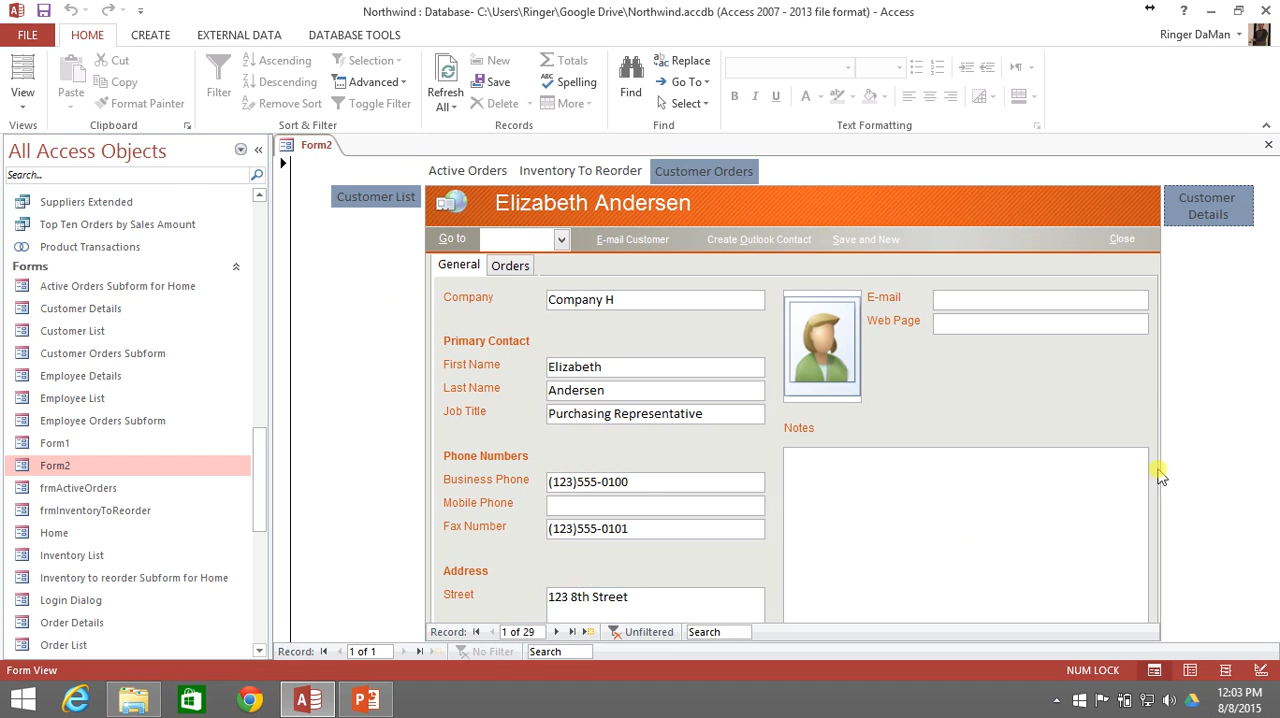 Northwind : Database- C:\Users\Ringer\Google Drive\Northwind.accdb (Access 2007 - 2013 file format) - Access
FILE HOME CREATE EXTERNAL DATA DATABASE TOOLS Ringer DaMan
View
Views
Paste
Cut
Copy
Format Painter
Clipboard
Filter
Ascending
Descending
Remove Sort
Selection
Advanced
Toggle Filter
Sort & Filter
Refresh
All
New
Save
Delete
Totals
Spelling
More
Records
Find
Replace
Go To
Select
Find
B I U A
Text Formatting
All Access Objects
Search...
Suppliers Extended
Top Ten Orders by Sales Amount
Product Transactions
Forms
Active Orders Subform for Home
Customer Details
Customer List
Customer Orders Subform
Employee Details
Employee List
Employee Orders Subform
Form1
Form2
frmActiveOrders
frmInventoryToReorder
Home
Inventory List
Inventory to reorder Subform for Home
Login Dialog
Order Details
Order List
Form2
Active Orders Inventory To Reorder Customer Orders
Customer List
Customer
Details
Elizabeth Andersen
Go to E-mail Customer Create Outlook Contact Save and New Close
General Orders
Company Company H
Primary Contact
First Name Elizabeth
Last Name Andersen
Job Title Purchasing Representative
Phone Numbers
Business Phone (123)555-0100
Mobile Phone
Fax Number (123)555-0101
Address
Street 123 8th Street
E-mail
Web Page
Notes
Record: 1 of 29 Unfiltered Search
Record: 1 of 1 No Filter Search
Form View NUM LOCK
12:03 PM
8/8/2015